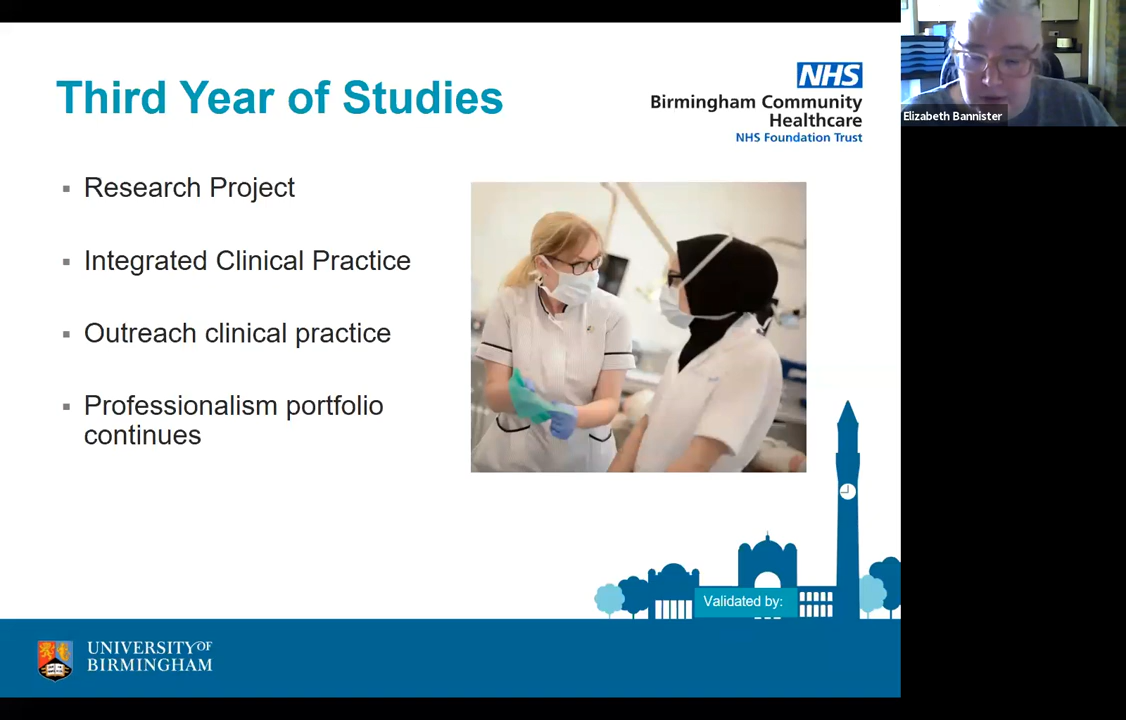 Third Year of Studies
NHS
Birmingham Community
Healthcare
NHS Foundation Trust
Elizabeth Bannister
▪ Research Project
▪ Integrated Clinical Practice
▪ Outreach clinical practice
▪ Professionalism portfolio
continues
Validated by:
UNIVERSITY OF
BIRMINGHAM